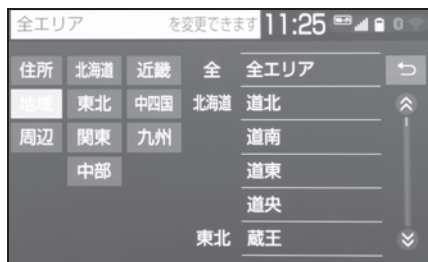 全エリア を変更できます 11:25 0
住所 北海道 近畿 全 全エリア
地域 東北 中四国 北海道 道北
周辺 関東 九州 道南
中部 道東
道央
東北 蔵王